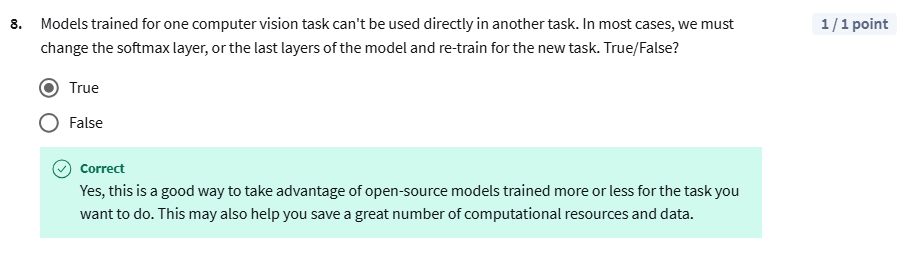 8. Models trained for one computer vision task can't be used directly in another task. In most cases, we must 1 / 1 point
change the softmax layer, or the last layers of the model and re-train for the new task. True/False?
True
False
Correct
Yes, this is a good way to take advantage of open-source models trained more or less for the task you
want to do. This may also help you save a great number of computational resources and data.